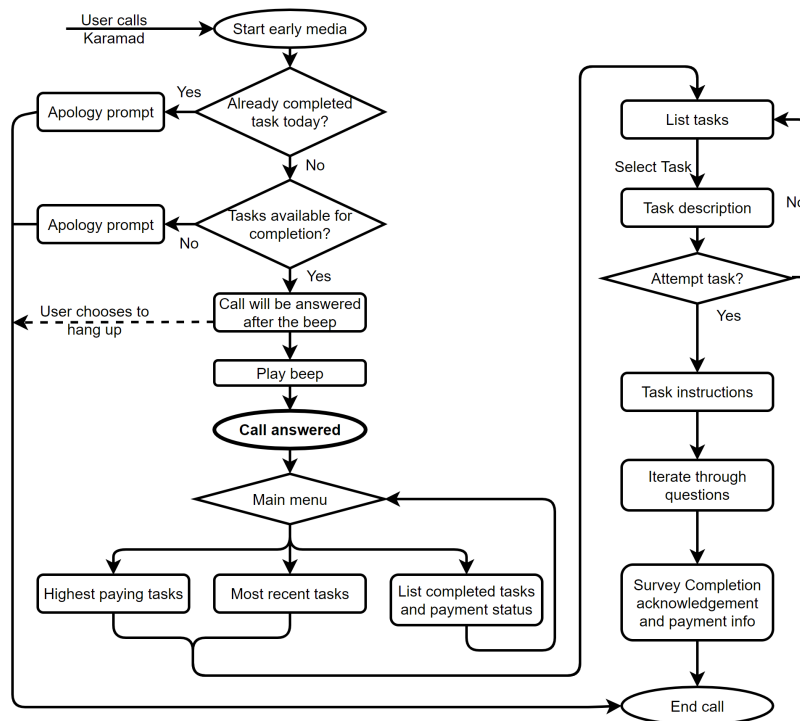 User calls
Karamad
Start early media
Yes
Already completed
task today?
Apology prompt
No
Tasks available for
completion?
Apology prompt
No
Yes
Call will be answered
after the beep
User chooses to
hang up
Play beep
Call answered
Main menu
Highest paying tasks
Most recent tasks
List completed tasks
and payment status
List tasks
Select Task
Task description
No
Attempt task?
Yes
Task instructions
Iterate through
questions
Survey Completion
acknowledgement
and payment info
End call